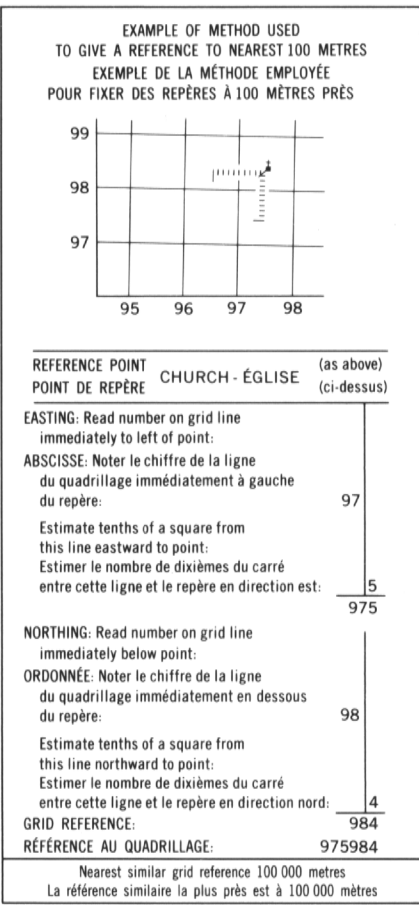 EXAMPLE OF METHOD USED
TO GIVE A REFERENCE TO NEAREST 100 METRES
EXEMPLE DE LA MÉTHODE EMPLOYÉE
POUR FIXER DES REPÈRES À 100 MÈTRES PRÈS
99
98
97
95 96 97 98
REFERENCE POINT
POINT DE REPÈRE
CHURCH - ÉGLISE
(as above)
(ci-dessus)
EASTING: Read number on grid line
immediately to left of point:
ABSCISSE: Noter le chiffre de la ligne
du quadrillage immédiatement à gauche
du repère: 97
Estimate tenths of a square from
this line eastward to point:
Estimer le nombre de dixièmes du carré
entre cette ligne et le repère en direction est: 5
975
NORTHING: Read number on grid line
immediately below point:
ORDONNÉE: Noter le chiffre de la ligne
du quadrillage immédiatement en dessous
du repère: 98
Estimate tenths of a square from
this line northward to point:
Estimer le nombre de dixièmes du carré
entre cette ligne et le repère en direction nord: 4
GRID REFERENCE: 984
RÉFÉRENCE AU QUADRILLAGE: 975984
Nearest similar grid reference 100 000 metres
La référence similaire la plus près est à 100 000 mètres